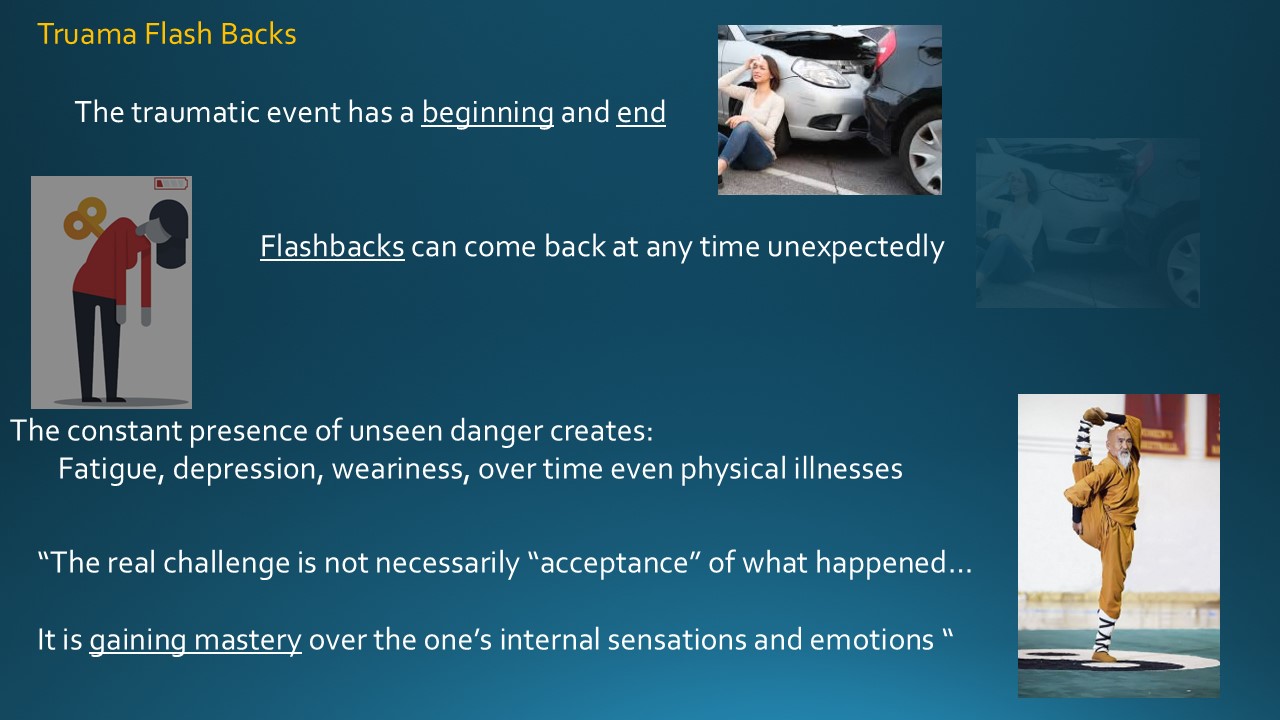 Truama Flash Backs
The traumatic event has a beginning and end
Flashbacks can come back at any time unexpectedly
The constant presence of unseen danger creates:
Fatigue, depression, weariness, over time even physical illnesses
“The real challenge is not necessarily “acceptance” of what happened…
It is gaining mastery over the one’s internal sensations and emotions “